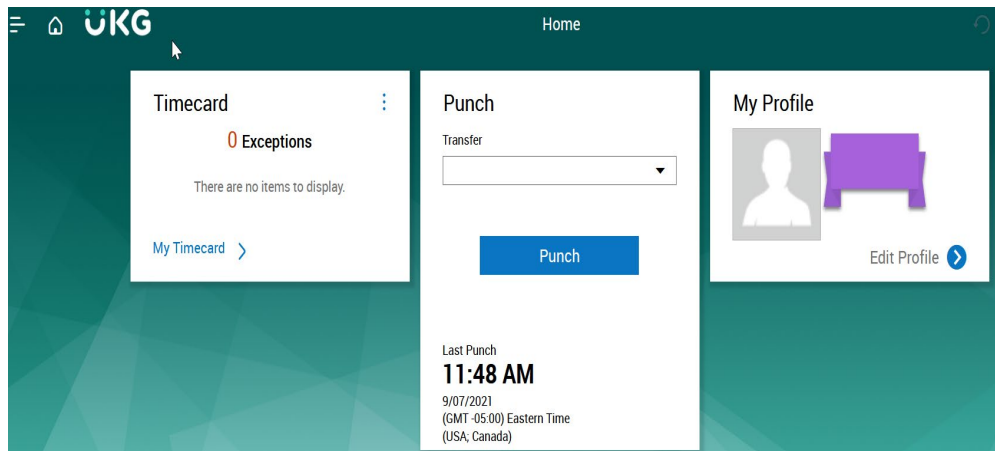 UKG
Home
Timecard
0 Exceptions
There are no items to display.
My Timecard
Punch
Transfer
Punch
Last Punch
11:48 AM
9/07/2021
(GMT -05:00) Eastern Time
(USA; Canada)
My Profile
Edit Profile